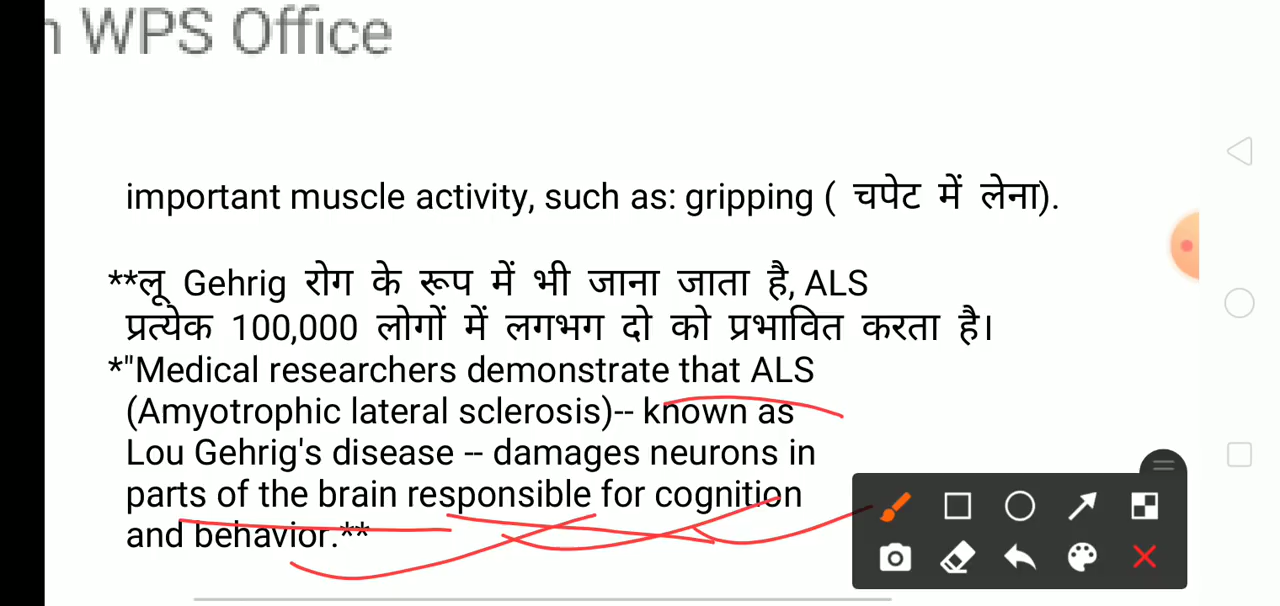 WPS Office
important muscle activity, such as: gripping ( चपेट में लेना).
**लू Gehrig रोग के रूप में भी जाना जाता है, ALS
प्रत्येक 100,000 लोगों में लगभग दो को प्रभावित करता है।
*"Medical researchers demonstrate that ALS
(Amyotrophic lateral sclerosis)-- known as
Lou Gehrig's disease -- damages neurons in
parts of the brain responsible for cognition
and behavior.**